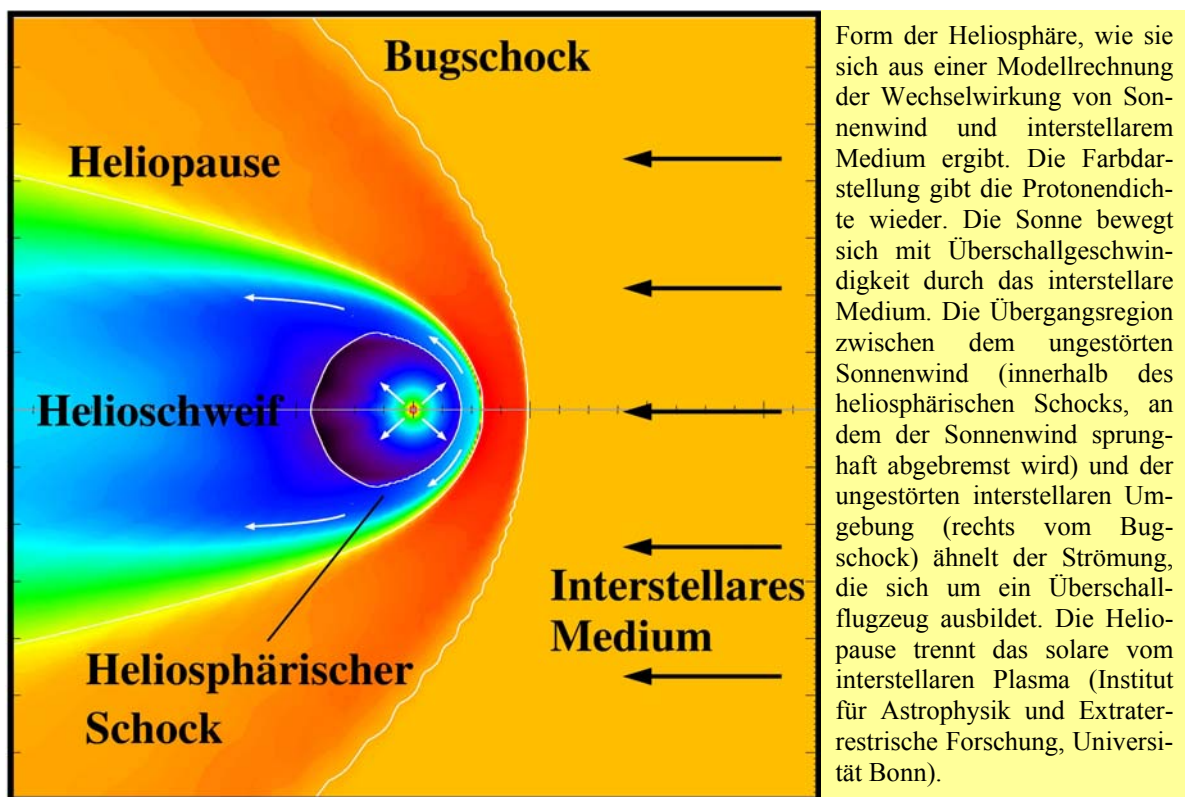 Bugschock
Heliopause
Helioschweif
Interstellares
Medium
Heliosphärischer
Schock
Form der Heliosphäre, wie sie
sich aus einer Modellrechnung
der Wechselwirkung von Son-
nenwind und interstellarem
Medium ergibt. Die Farbdar-
stellung gibt die Protonendich-
te wieder. Die Sonne bewegt
sich mit Überschallgeschwin-
digkeit durch das interstellare
Medium. Die Übergangsregion
zwischen dem ungestörten
Sonnenwind (innerhalb des
heliosphärischen Schocks, an
dem der Sonnenwind sprung-
haft abgebremst wird) und der
ungestörten interstellaren Um-
gebung (rechts vom Bug-
schock) ähnelt der Strömung,
die sich um ein Überschall-
flugzeug ausbildet. Die Helio-
pause trennt das solare vom
interstellaren Plasma (Institut
für Astrophysik und Extrater-
restrische Forschung, Universi-
tät Bonn).